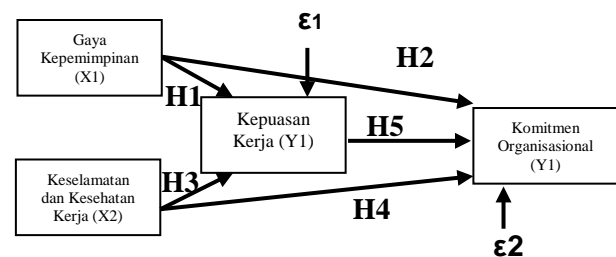 ε1
Gaya
Kepemimpinan
(X1)
H2
H1
Kepuasan
Kerja (Y1)
H5
Komitmen
Organisasional
(Y1)
Keselamatan
dan Kesehatan
Kerja (X2)
H3
H4
ε2